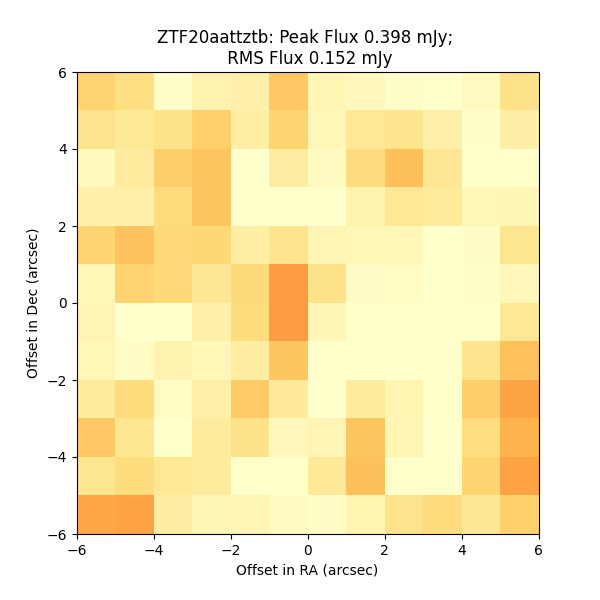 ZTF20aattztb: Peak Flux 0.398 mJy;
RMS Flux 0.152 mJy
6
4
2
0
−2
−4
−6
Offset in Dec (arcsec)
−6 −4 −2 0 2 4 6
Offset in RA (arcsec)